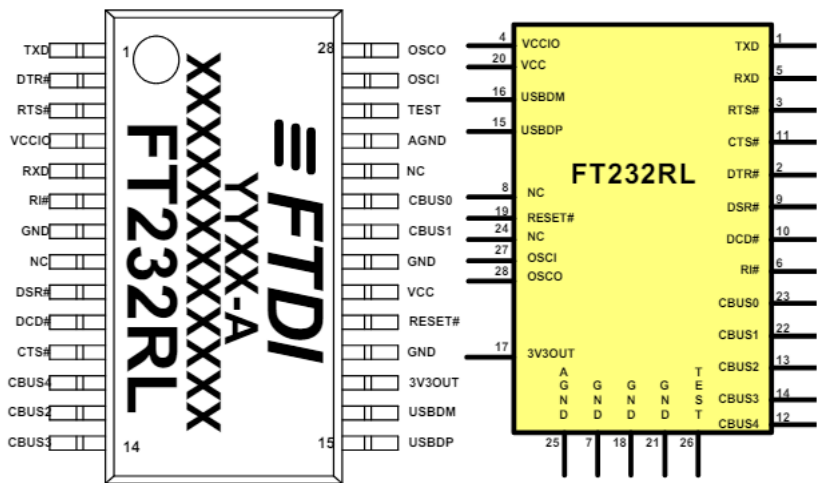 TXD
DTR#
RTS#
VCCIO
RXD
RI#
GND
NC
DSR#
DCD#
CTS#
CBUS4
CBUS2
CBUS3
1
28
14
15
FT232RL
XXXXXXXXXXXX
YYXX-A
FTDI
OSCO
OSCI
TEST
AGND
NC
CBUS0
CBUS1
GND
VCC
RESET#
GND
3V3OUT
USBDM
USBDP
4 VCCIO
20 VCC
16 USBDM
15 USBDP
8 NC
19 RESET#
24 NC
27 OSCI
28 OSCO
17 3V3OUT
FT232RL
TXD 1
RXD 5
RTS# 3
CTS# 11
DTR# 2
DSR# 9
DCD# 10
RI# 6
CBUS0 23
CBUS1 22
CBUS2 13
CBUS3 14
CBUS4 12
AGND
GND
GND
GND
TEST
25 7 18 21 26